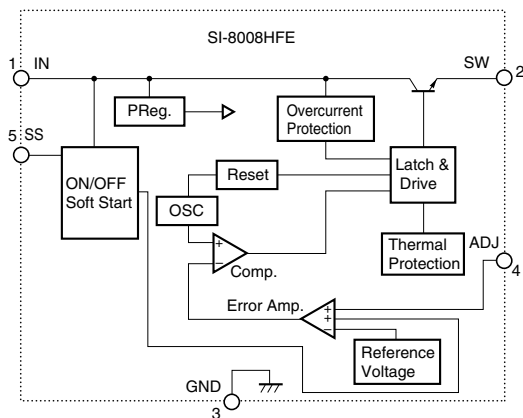 SI-8008HFE
1 IN
SW 2
PReg.
Overcurrent
Protection
5 SS
ON/OFF
Soft Start
Reset
Latch &
Drive
OSC
+
−
Comp.
Thermal
Protection
ADJ
4
Error Amp.
+
+
−
Reference
Voltage
GND
3